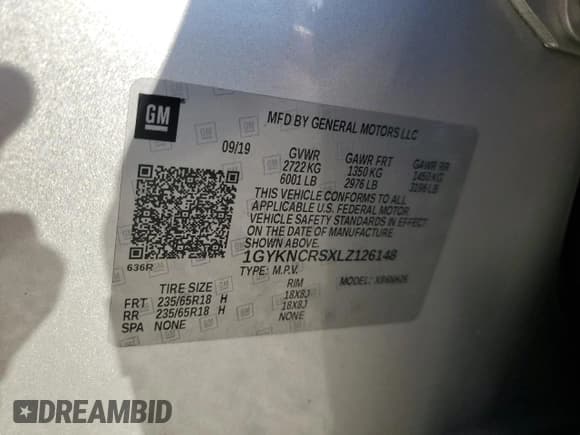 GM
MFD BY GENERAL MOTORS LLC
09/19
GVWR GAWR FRT GAWR RR
2722 KG 1350 KG 1450 KG
6001 LB 2976 LB 3196 LB
THIS VEHICLE CONFORMS TO ALL
APPLICABLE U.S. FEDERAL MOTOR
VEHICLE SAFETY STANDARDS IN EFFECT
ON THE DATE OF MANUFACTURE
SHOWN ABOVE.
636R
1GYKNCRSXLZ126148
TYPE: M.P.V. MODEL:
TIRE SIZE RIM
FRT 235/65R18 H 18X8J
RR 235/65R18 H 18X8J
SPA NONE NONE
DREAMBID